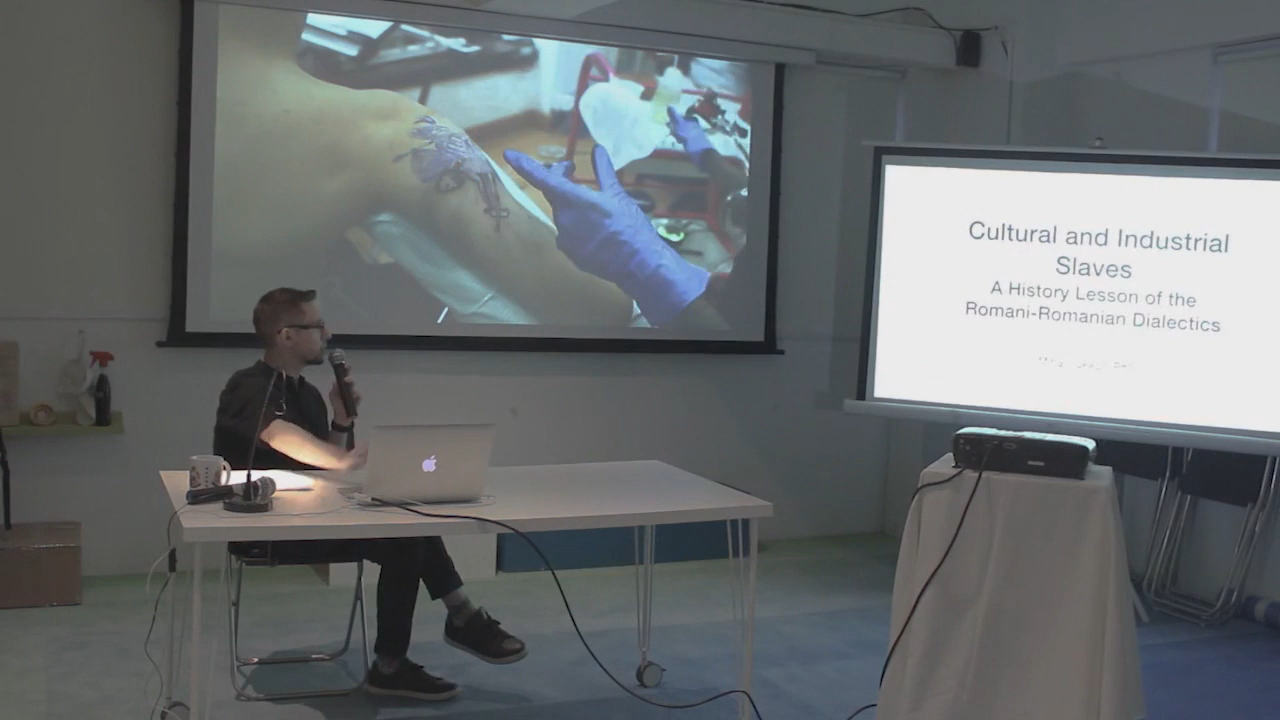 Cultural and Industrial
Slaves
A History Lesson of the
Romani-Romanian Dialectics